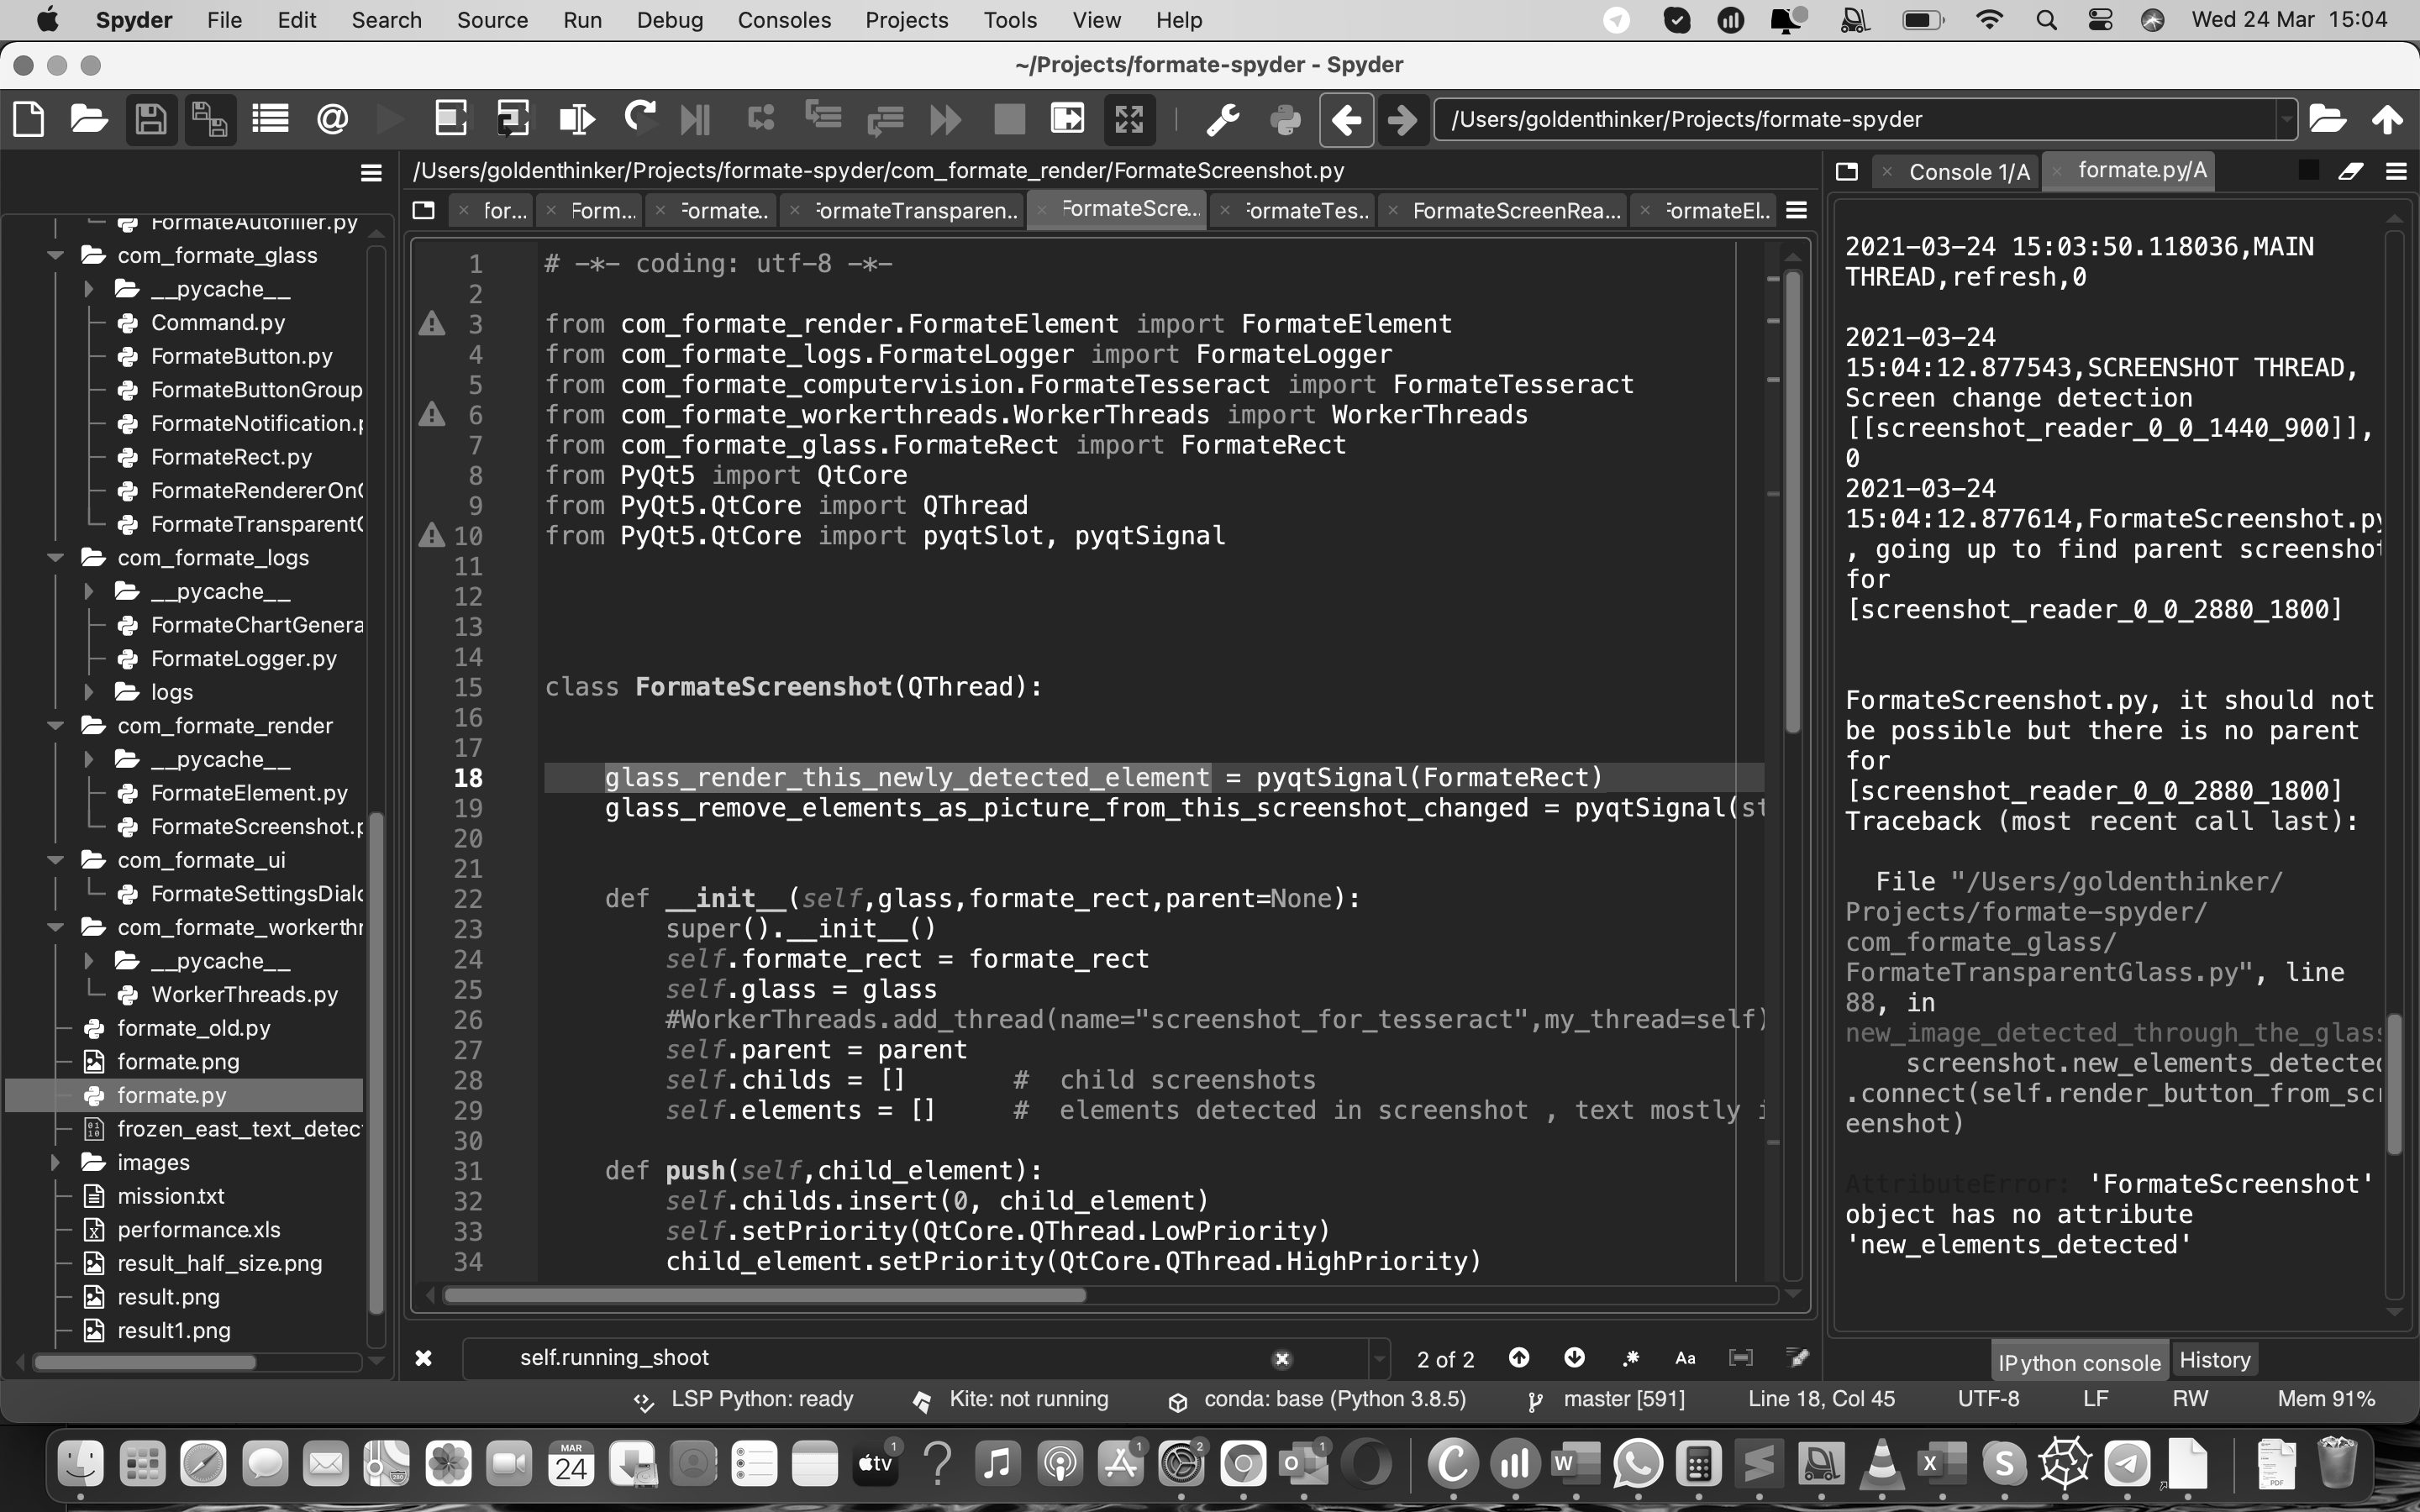 Spyder File Edit Search Source Run Debug Consoles Projects Tools View Help Wed 24 Mar 15:04
~/Projects/formate-spyder - Spyder
/Users/goldenthinker/Projects/formate-spyder
/Users/goldenthinker/Projects/formate-spyder/com_formate_render/FormateScreenshot.py
for... Form... Formate.. FormateTransparen.. FormateScre.. FormateTes.. FormateScreenRea... FormateEl..
FormateAutofiller.py
com_formate_glass
__pycache__
Command.py
FormateButton.py
FormateButtonGroup
FormateNotification.p
FormateRect.py
FormateRendererOn
FormateTransparent
com_formate_logs
__pycache__
FormateChartGenera
FormateLogger.py
logs
com_formate_render
__pycache__
FormateElement.py
FormateScreenshot.p
com_formate_ui
FormateSettingsDial
com_formate_workerthr
__pycache__
WorkerThreads.py
formate_old.py
formate.png
formate.py
frozen_east_text_detec
images
mission.txt
performance.xls
result_half_size.png
result.png
result1.png
1 # -*- coding: utf-8 -*-
2
3 from com_formate_render.FormateElement import FormateElement
4 from com_formate_logs.FormateLogger import FormateLogger
5 from com_formate_computervision.FormateTesseract import FormateTesseract
6 from com_formate_workerthreads.WorkerThreads import WorkerThreads
7 from com_formate_glass.FormateRect import FormateRect
8 from PyQt5 import QtCore
9 from PyQt5.QtCore import QThread
10 from PyQt5.QtCore import pyqtSlot, pyqtSignal
11
12
13
14
15 class FormateScreenshot(QThread):
16
17
18 glass_render_this_newly_detected_element = pyqtSignal(FormateRect)
19 glass_remove_elements_as_picture_from_this_screenshot_changed = pyqtSignal(st
20
21
22 def __init__(self,glass,formate_rect,parent=None):
23 super().__init__()
24 self.formate_rect = formate_rect
25 self.glass = glass
26 #WorkerThreads.add_thread(name="screenshot_for_tesseract",my_thread=self)
27 self.parent = parent
28 self.childs = [] # child screenshots
29 self.elements = [] # elements detected in screenshot , text mostly i
30
31 def push(self,child_element):
32 self.childs.insert(0, child_element)
33 self.setPriority(QtCore.QThread.LowPriority)
34 child_element.setPriority(QtCore.QThread.HighPriority)
self.running_shoot 2 of 2 Aa
Console 1/A formate.py/A
2021-03-24 15:03:50.118036,MAIN
THREAD,refresh,0
2021-03-24
15:04:12.877543,SCREENSHOT THREAD,
Screen change detection
[[screenshot_reader_0_0_1440_900]],
0
2021-03-24
15:04:12.877614,FormateScreenshot.py
, going up to find parent screenshot
for
[screenshot_reader_0_0_2880_1800]
FormateScreenshot.py, it should not
be possible but there is no parent
for
[screenshot_reader_0_0_2880_1800]
Traceback (most recent call last):
File "/Users/goldenthinker/
Projects/formate-spyder/
com_formate_glass/
FormateTransparentGlass.py", line
88, in
new_image_detected_through_the_glass
screenshot.new_elements_detected
.connect(self.render_button_from_scr
eenshot)
AttributeError: 'FormateScreenshot'
object has no attribute
'new_elements_detected'
IPython console History
LSP Python: ready Kite: not running conda: base (Python 3.8.5) master [591] Line 18, Col 45 UTF-8 LF RW Mem 91%
MAR
24
tv
1
1
2
1
PDF